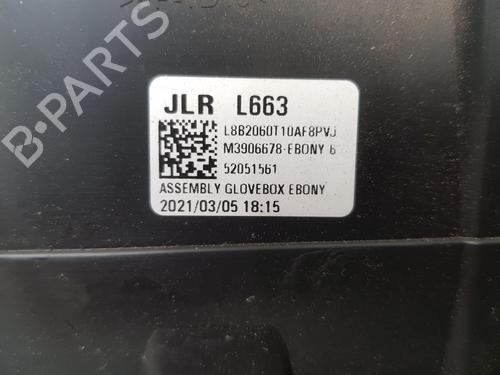 JLR L663
L8B2060T10AF8PVJ
M3906678-EBONY 6
52051561
ASSEMBLY GLOVEBOX EBONY
2021/03/05 18:15
B-PARTS